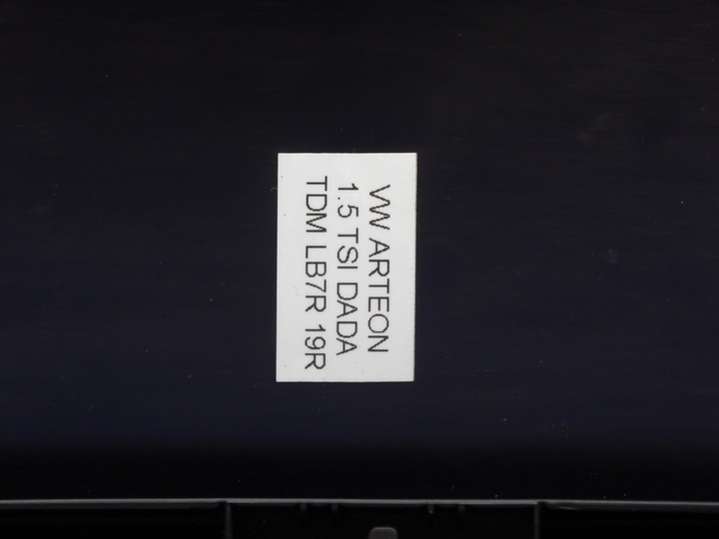 VW ARTEON
1.5 TSI DADA
TDM LB7R 19R